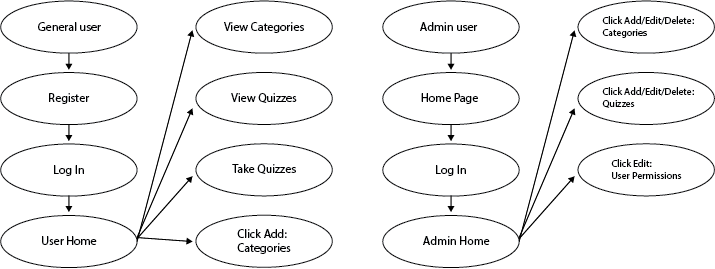 General user
Register
Log In
User Home
View Categories
View Quizzes
Take Quizzes
Click Add:
Categories
Admin user
Home Page
Log In
Admin Home
Click Add/Edit/Delete:
Categories
Click Add/Edit/Delete:
Quizzes
Click Edit:
User Permissions